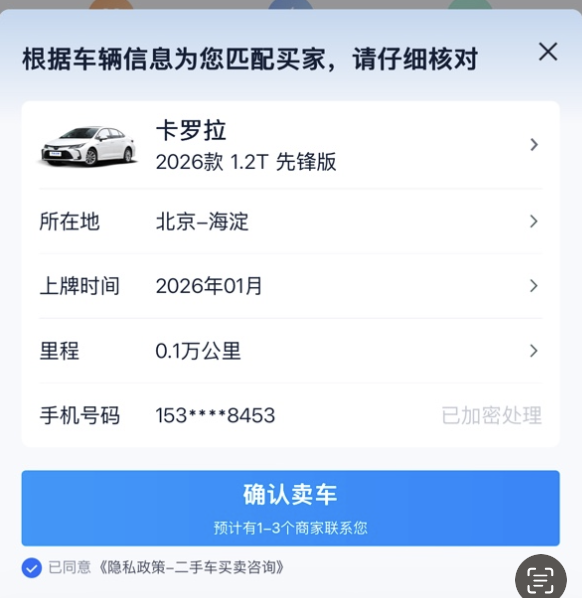 根据车辆信息为您匹配买家，请仔细核对
卡罗拉
2026款 1.2T 先锋版
所在地 北京-海淀
上牌时间 2026年01月
里程 0.1万公里
手机号码 153****8453 已加密处理
确认卖车
预计有1-3个商家联系您
已同意《隐私政策-二手车买卖咨询》